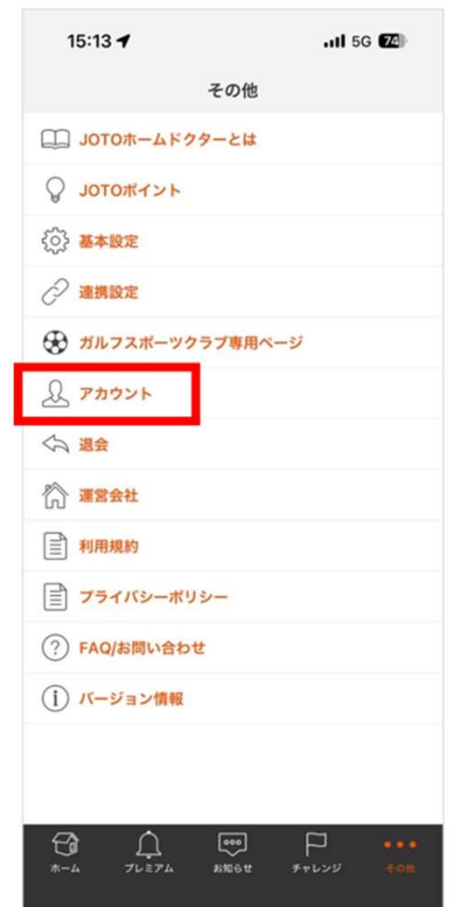 15:13 5G 74
その他
JOTOホームドクターとは
JOTOポイント
基本設定
連携設定
ガルフスポーツクラブ専用ページ
アカウント
退会
運営会社
利用規約
プライバシーポリシー
FAQ/お問い合わせ
バージョン情報
ホーム プレミアム お知らせ チャレンジ その他